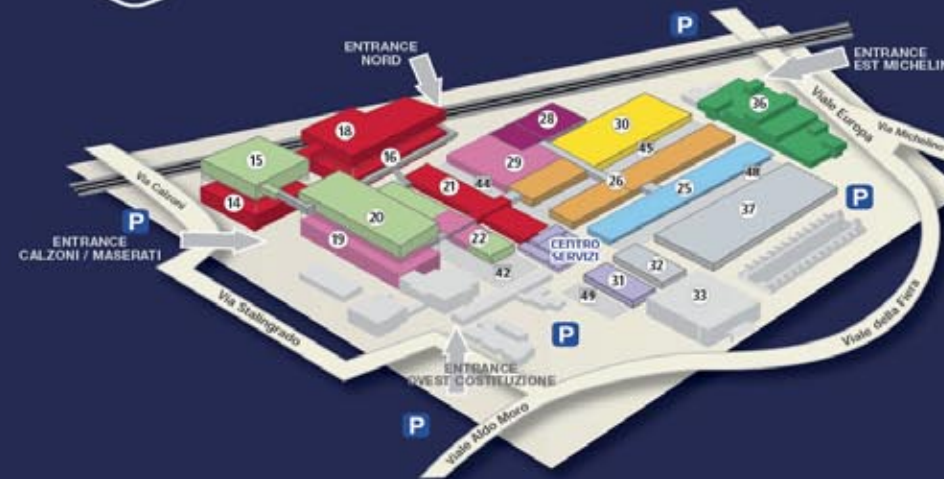 P
ENTRANCE
NORD
ENTRANCE
EST MICHELIN
Viale Europa
Via Michelino
36
28
30
18
15
16
29
45
21
44
26
25
48
14
37
P
Via Calzoni
P
20
19
22
CENTRO
SERVIZI
ENTRANCE
CALZONI / MASERATI
42
32
31
49
33
Via Stalingrado
P
Viale della Fiera
ENTRANCE
OVEST COSTITUZIONE
P
Viale Aldo Moro